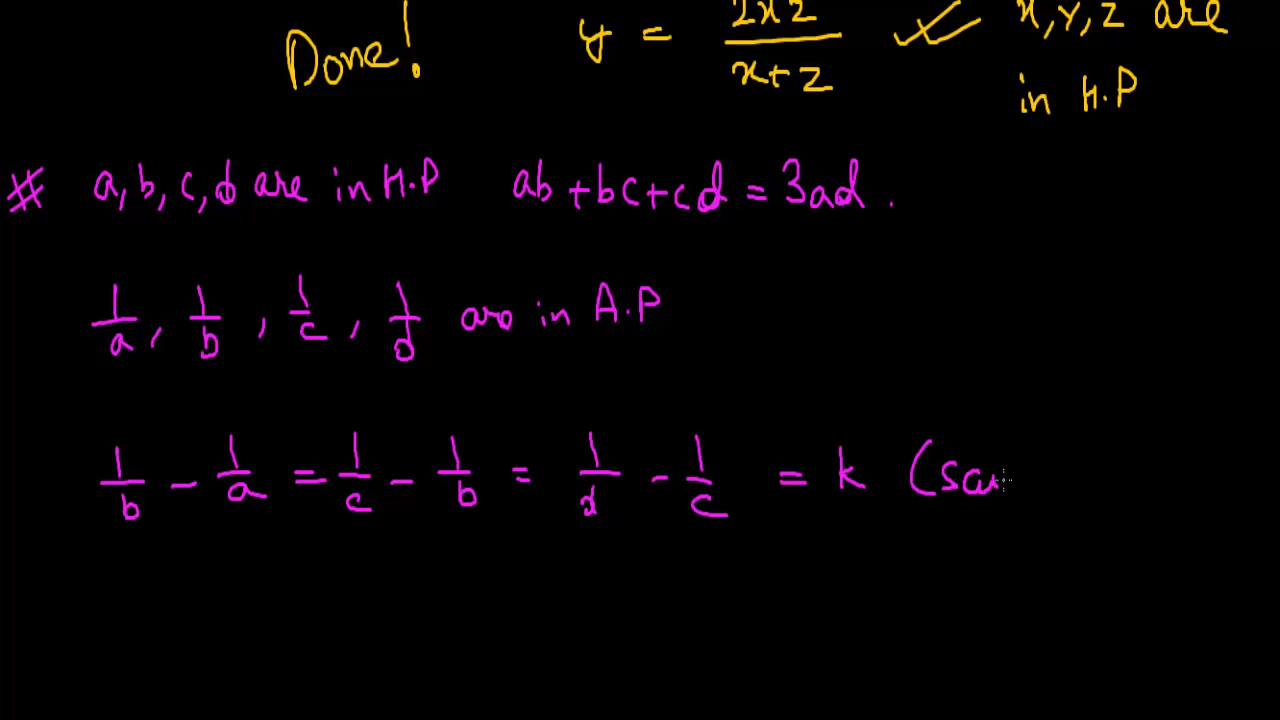 Done! y = 2xz / x+z ✓ x, y, z are
in H.P
# a, b, c, d are in H.P ab + bc + cd = 3ad .
1/a , 1/b , 1/c , 1/d are in A.P
1/b - 1/a = 1/c - 1/b = 1/d - 1/c = k